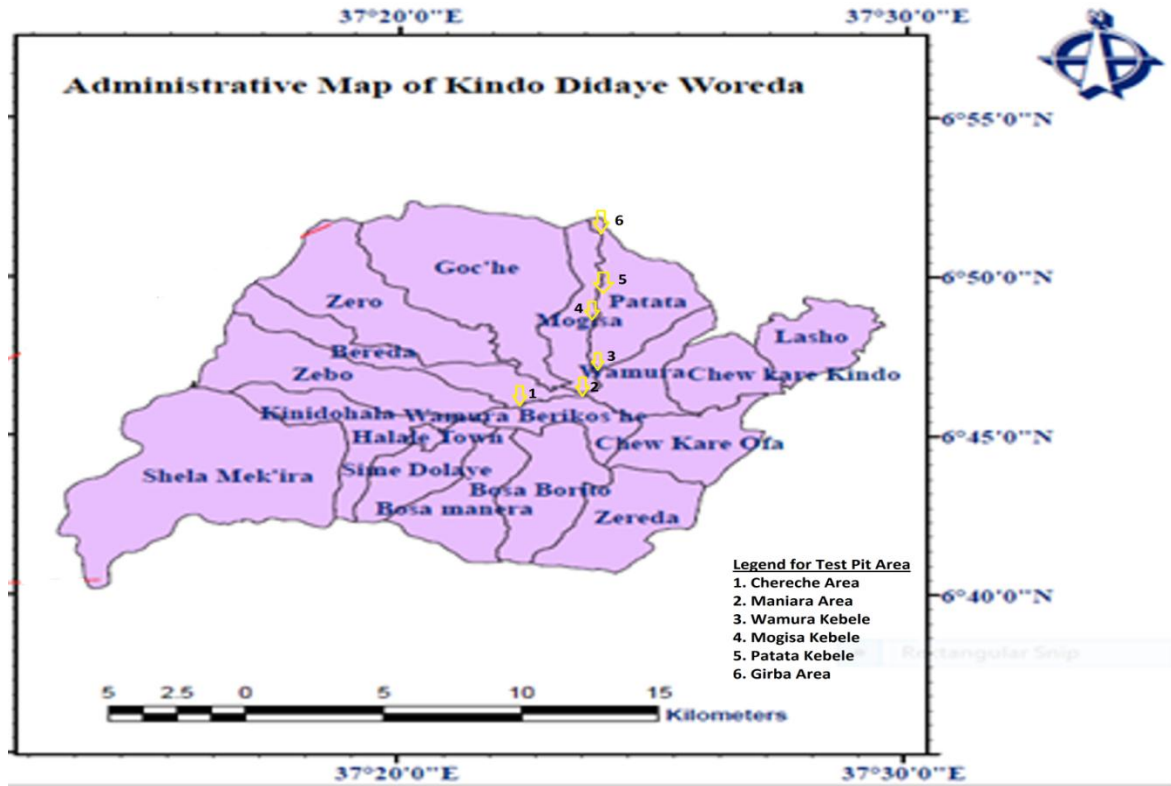 37°20'0"E
37°30'0"E
Administrative Map of Kindo Didaye Woreda
6°55'0"N
6
Goc'he
5
6°50'0"N
Zero
4
Patata
Mogisa
Lasho
Bereda
3
Zebo
Wamura
Chew kare Kindo
1
2
Kinidohala
Wamura Berikos'he
Halale Town
Chew Kare Ofa
6°45'0"N
Shela Mek'ira
Sime Dolaye
Bosa Borito
Bosa manera
Zereda
Legend for Test Pit Area
1. Chereche Area
2. Maniara Area
3. Wamura Kebele
4. Mogisa Kebele
5. Patata Kebele
6. Girba Area
6°40'0"N
Rectangular Snip
5 2.5 0 5 10 15
Kilometers
37°20'0"E
37°30'0"E